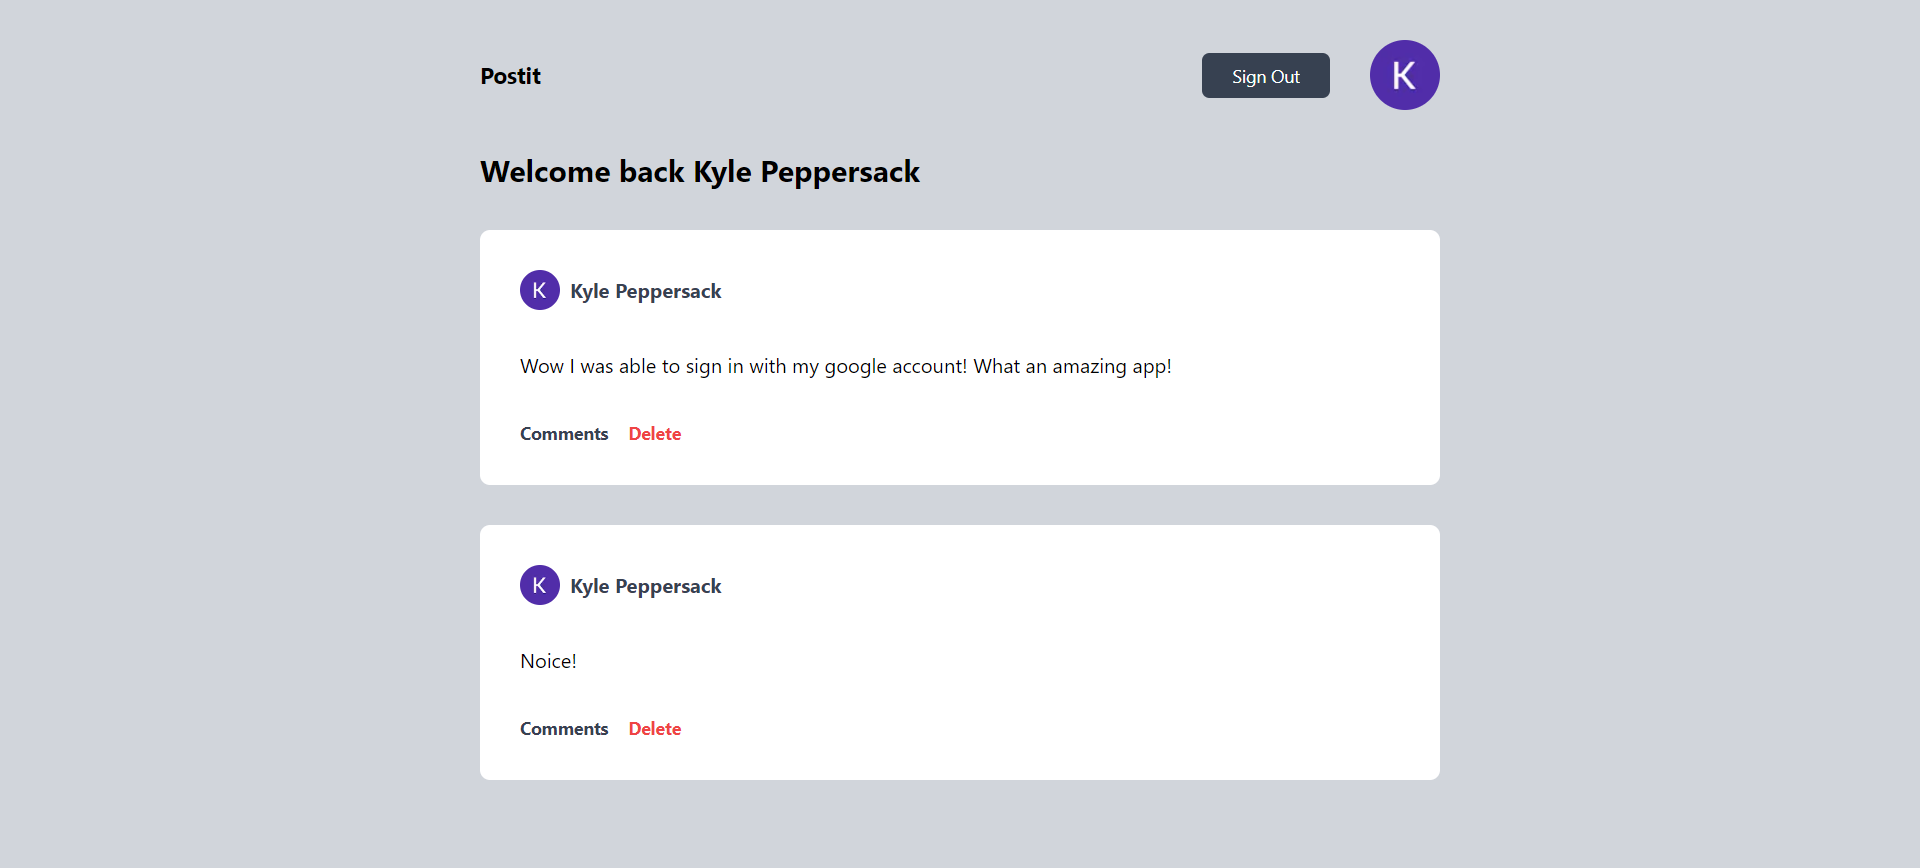 Postit
Sign Out
K
Welcome back Kyle Peppersack
K Kyle Peppersack
Wow I was able to sign in with my google account! What an amazing app!
Comments Delete
K Kyle Peppersack
Noice!
Comments Delete